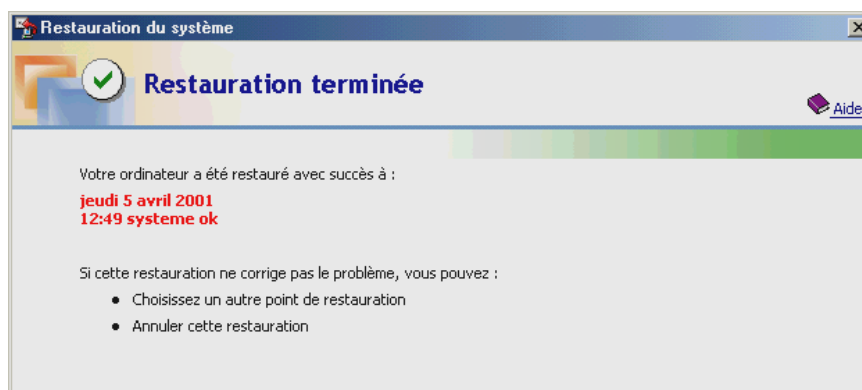 Restauration du système
Restauration terminée
Aide
Votre ordinateur a été restauré avec succès à :
jeudi 5 avril 2001
12:49 systeme ok
Si cette restauration ne corrige pas le problème, vous pouvez :
• Choisissez un autre point de restauration
• Annuler cette restauration